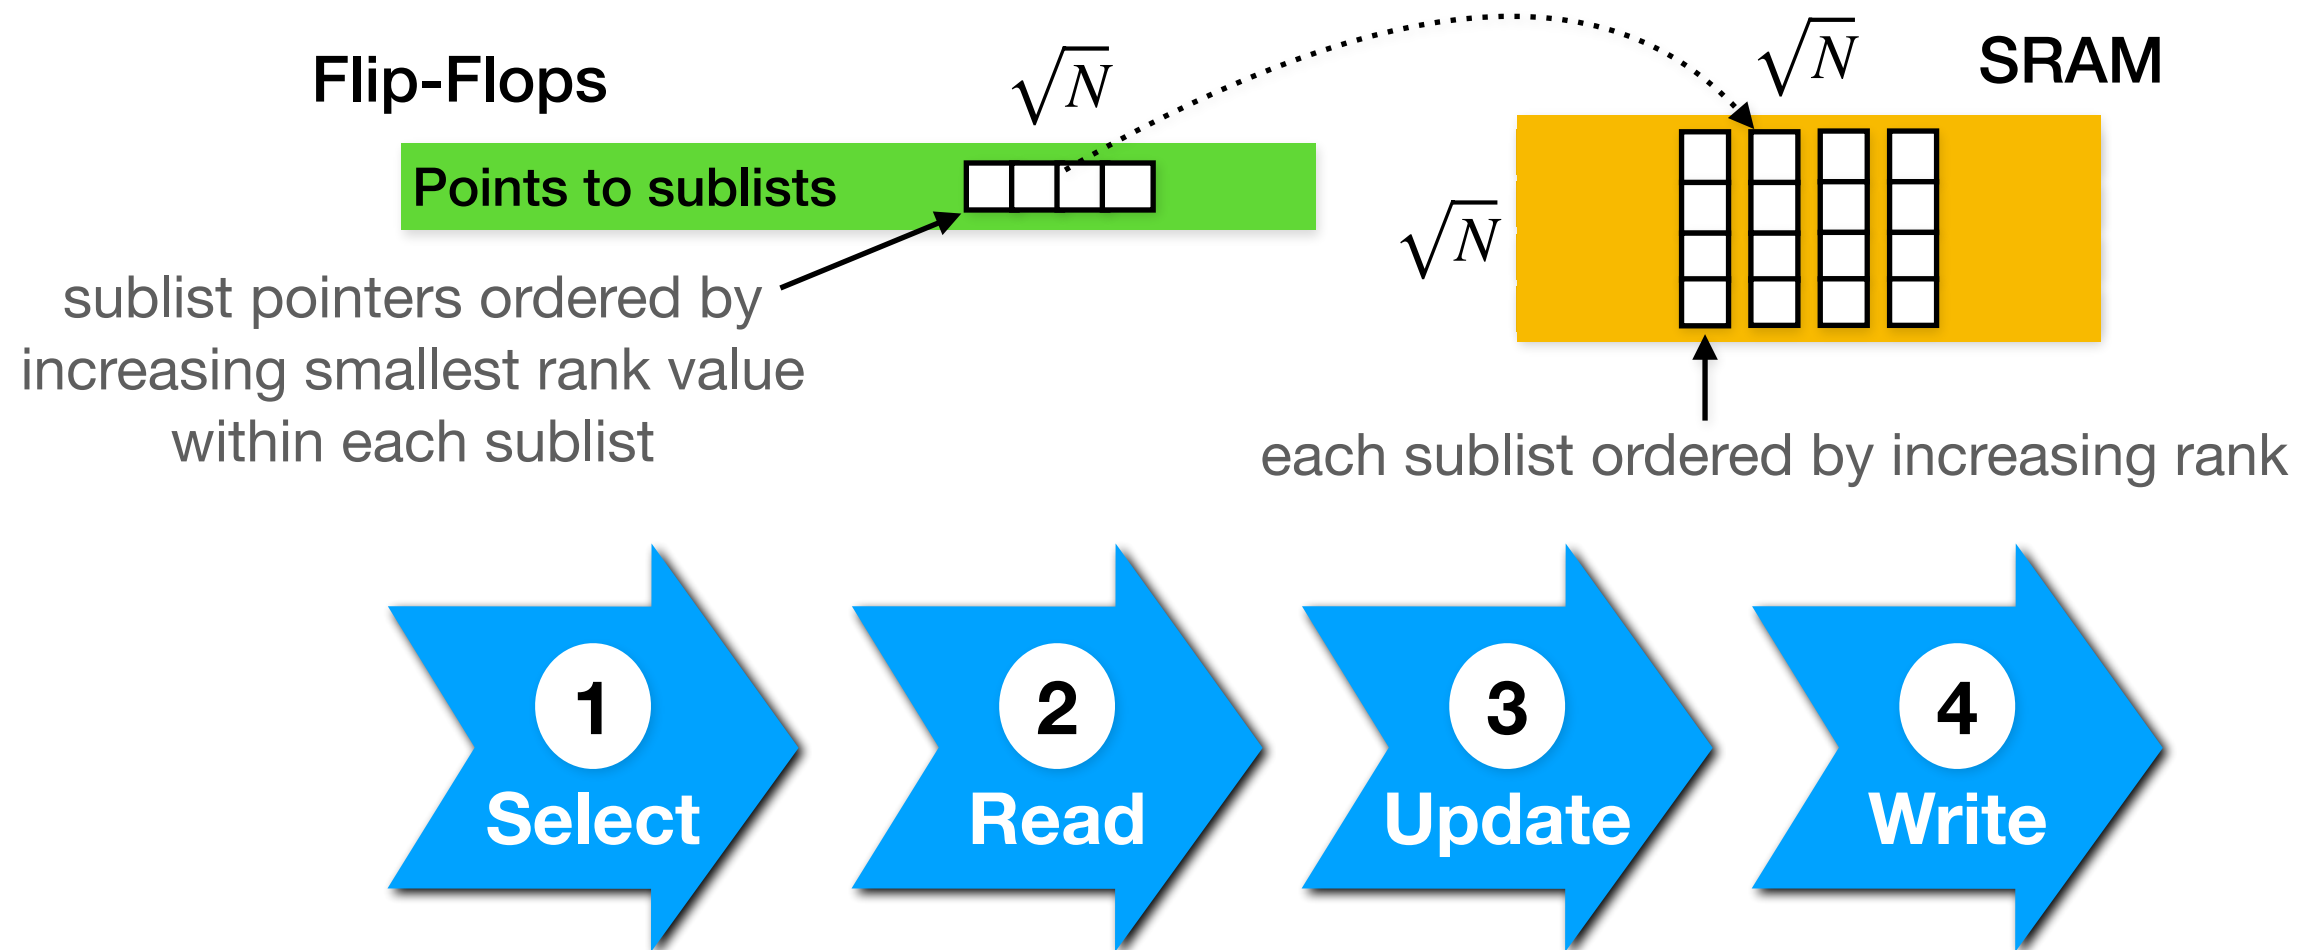 Flip-Flops
√N
√N
SRAM
Points to sublists
√N
sublist pointers ordered by
increasing smallest rank value
within each sublist
each sublist ordered by increasing rank
1
Select
2
Read
3
Update
4
Write